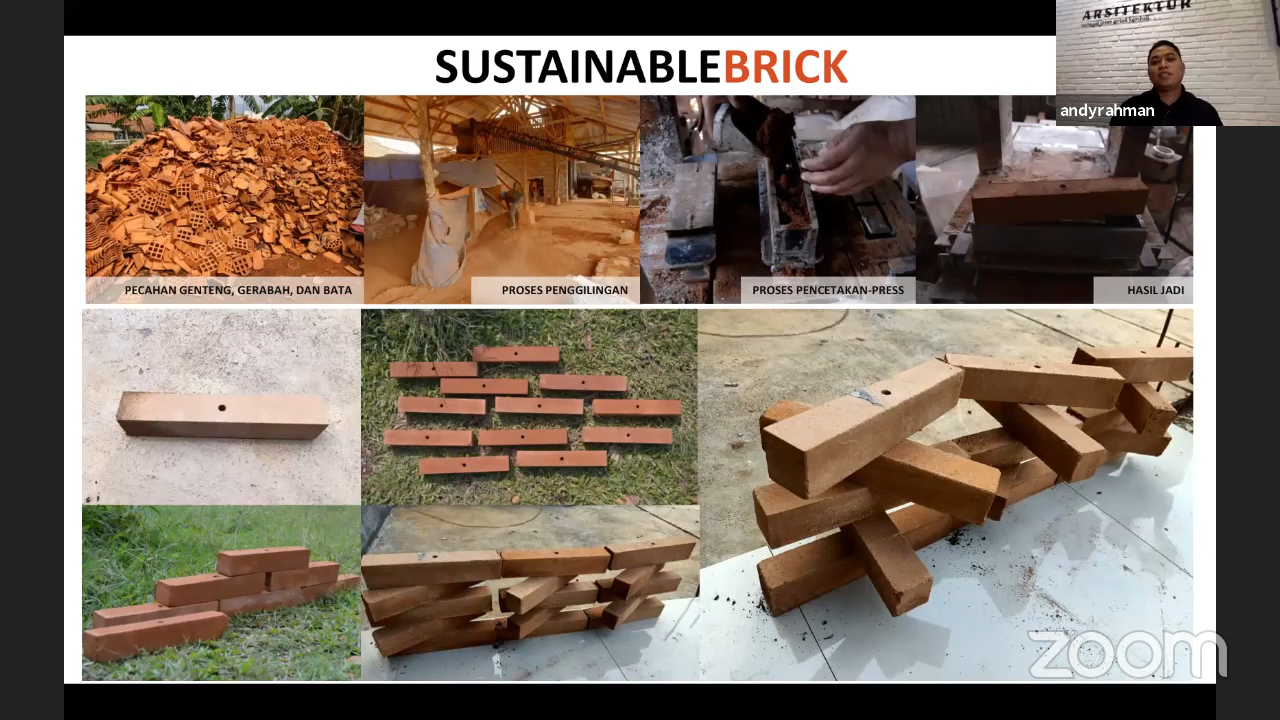 SUSTAINABLEBRICK
ARSITEKTUR
andyrahman
PECAHAN GENTENG, GERABAH, DAN BATA
PROSES PENGGILINGAN
PROSES PENCETAKAN-PRESS
HASIL JADI
zoom